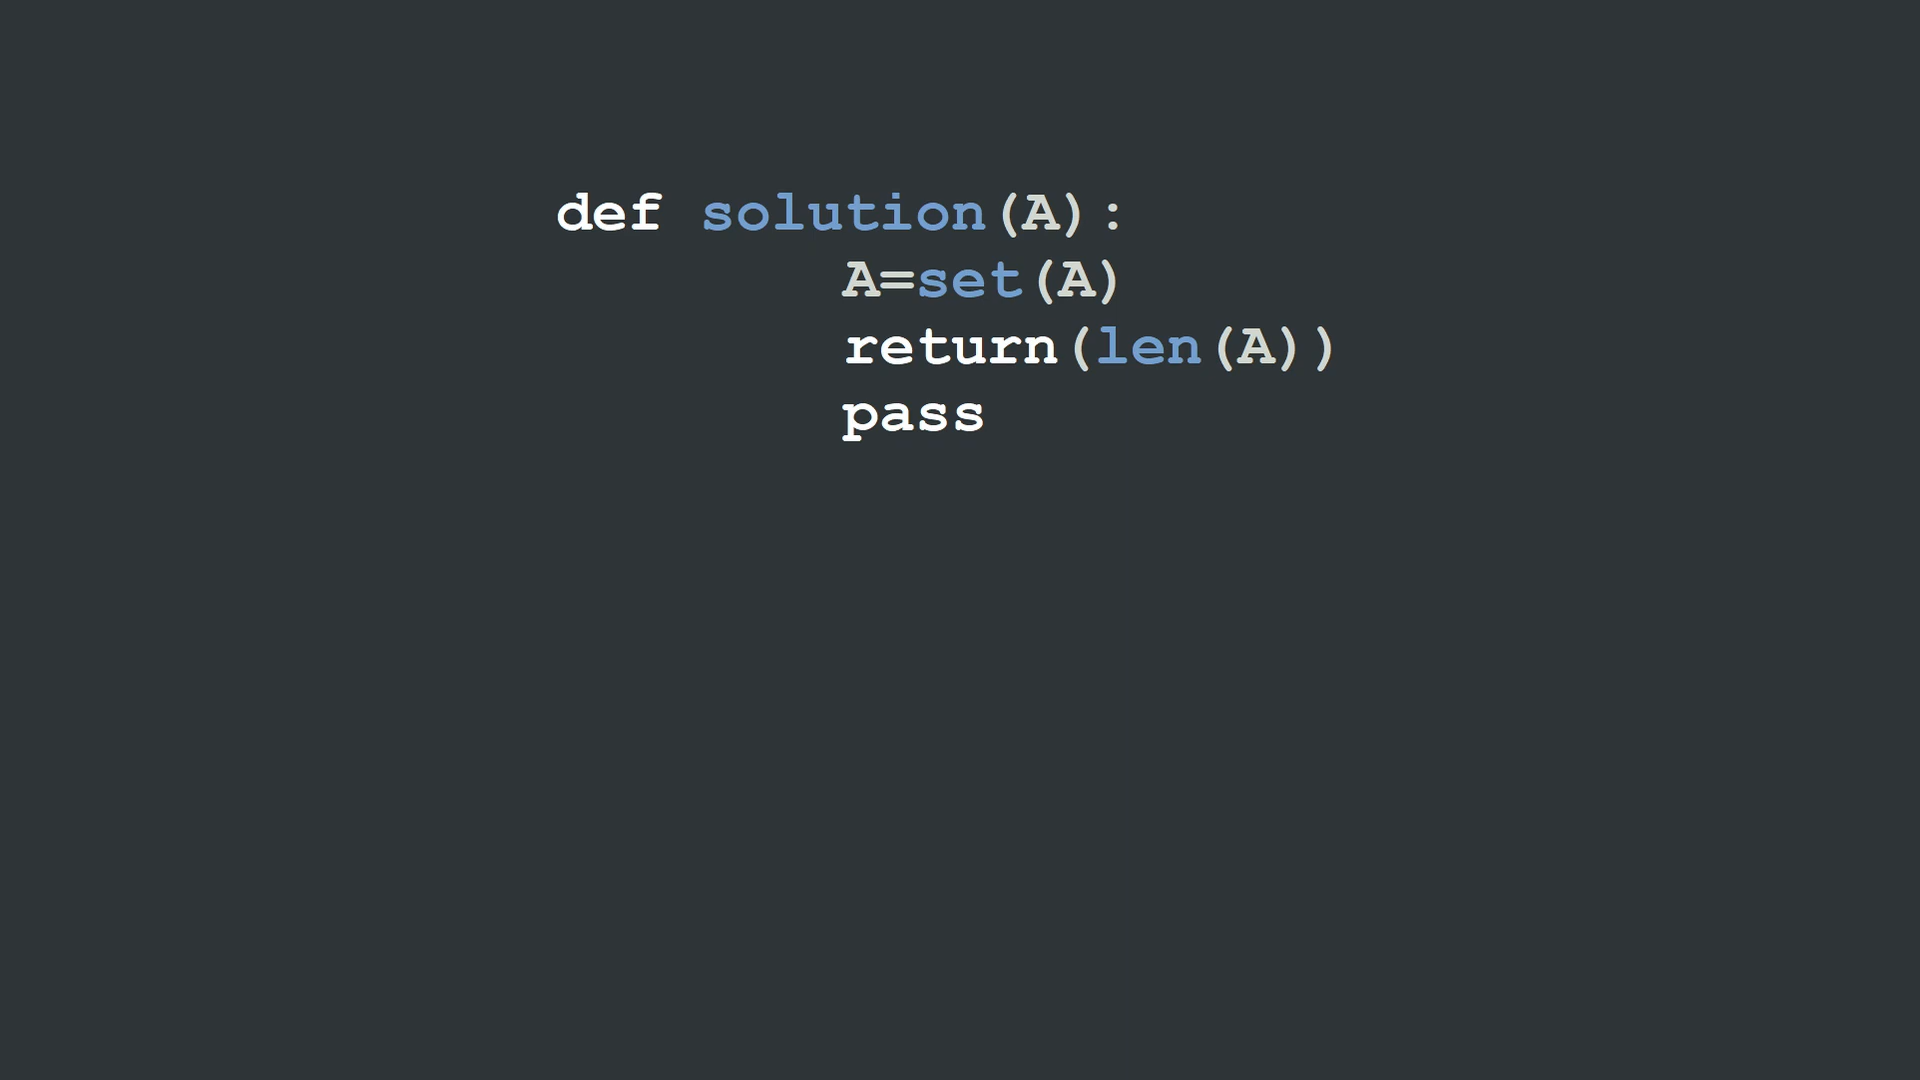 def solution(A):
        A=set(A)
        return(len(A))
        pass